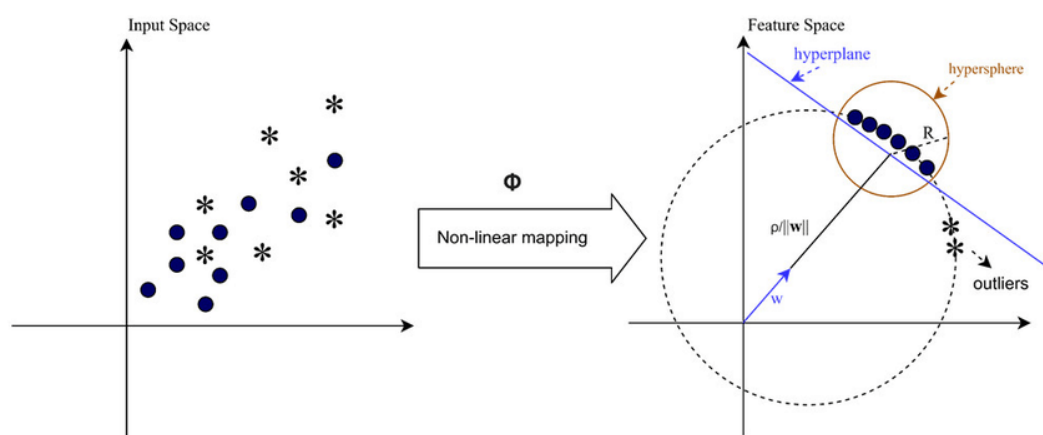 Input Space
Feature Space
hyperplane
hypersphere
R
Φ
Non-linear mapping
ρ/||w||
w
outliers